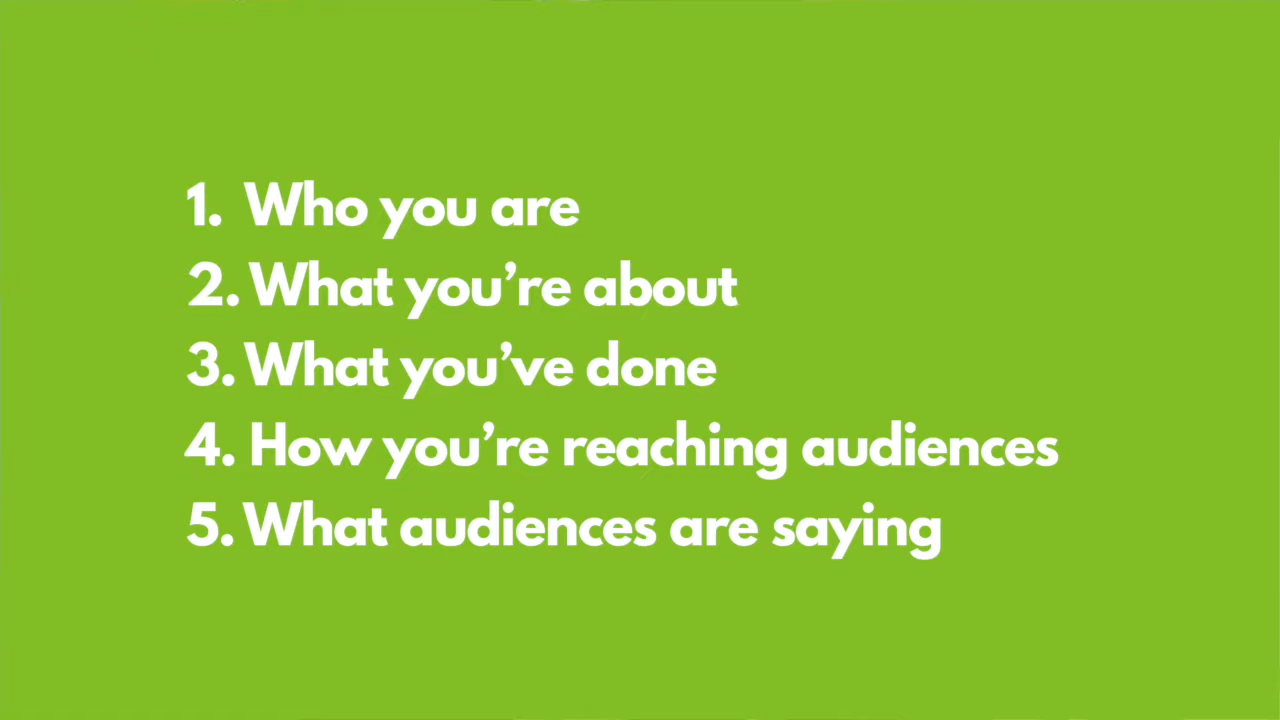 1. Who you are
2. What you’re about
3. What you’ve done
4. How you’re reaching audiences
5. What audiences are saying